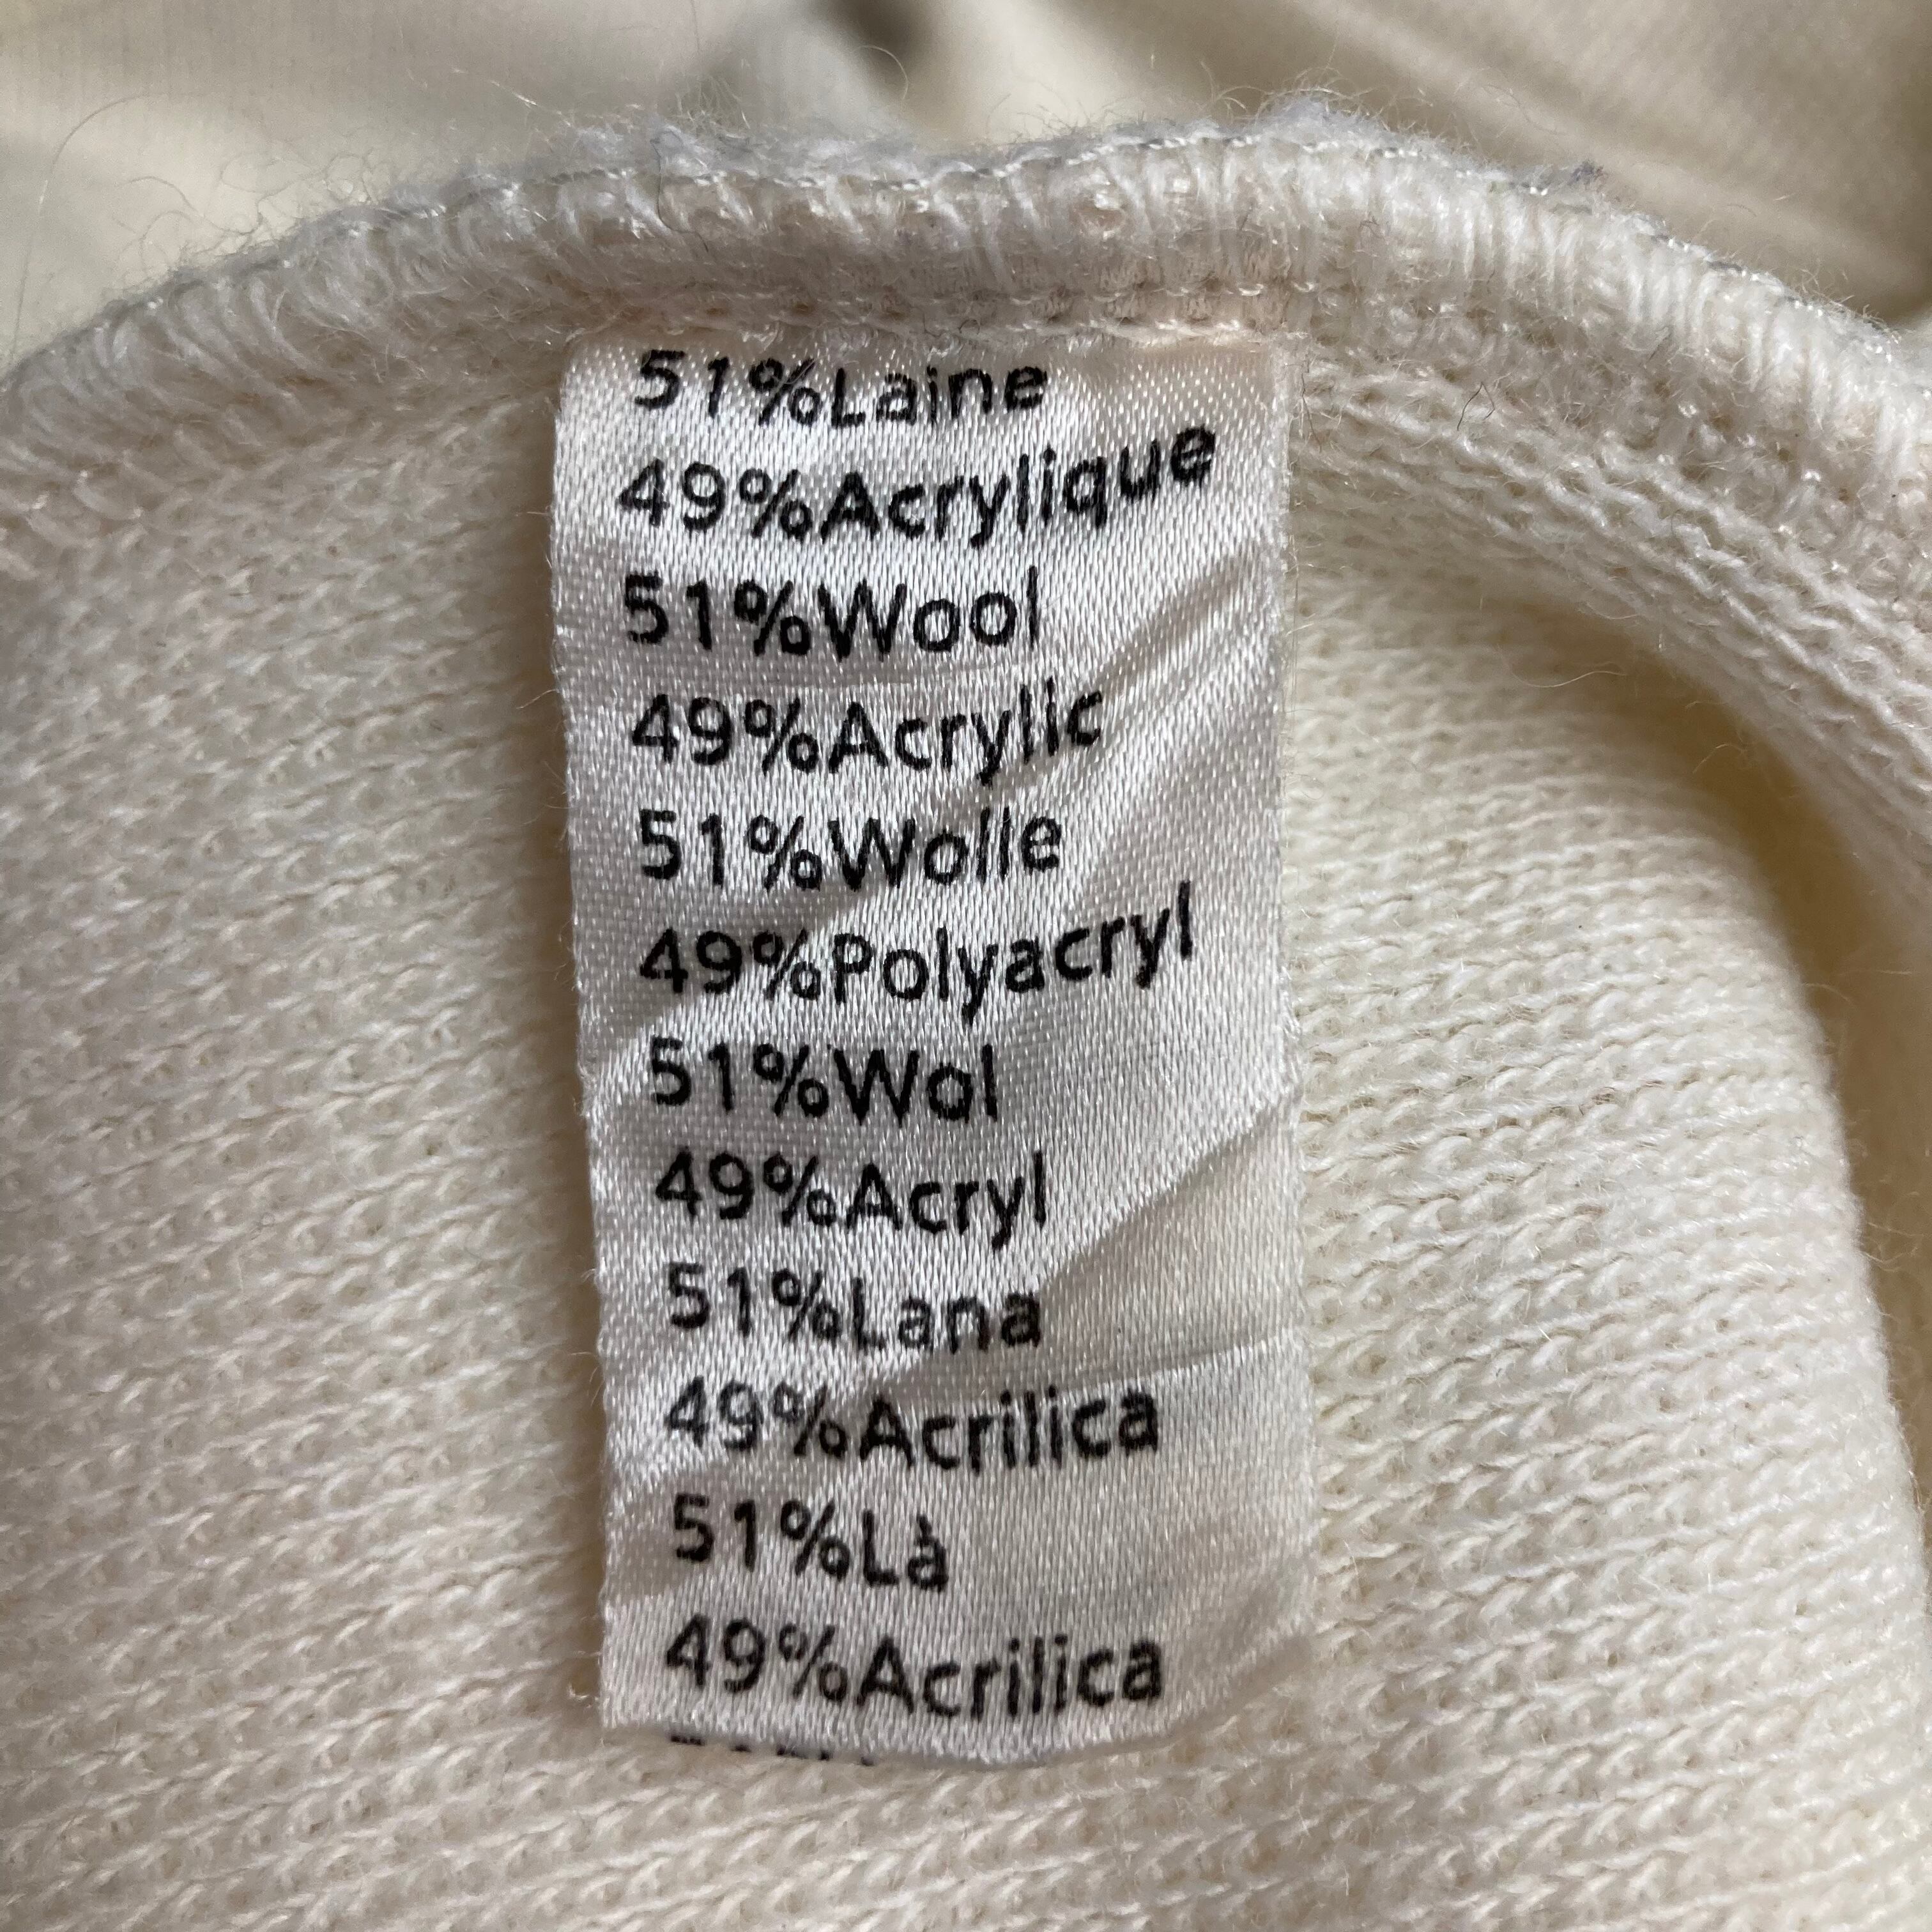 51%Laine
49%Acrylique
51%Wool
49%Acrylic
51%Wolle
49%Polyacryl
51%Wol
49%Acryl
51%Lana
49%Acrilica
51%Là
49%Acrilica